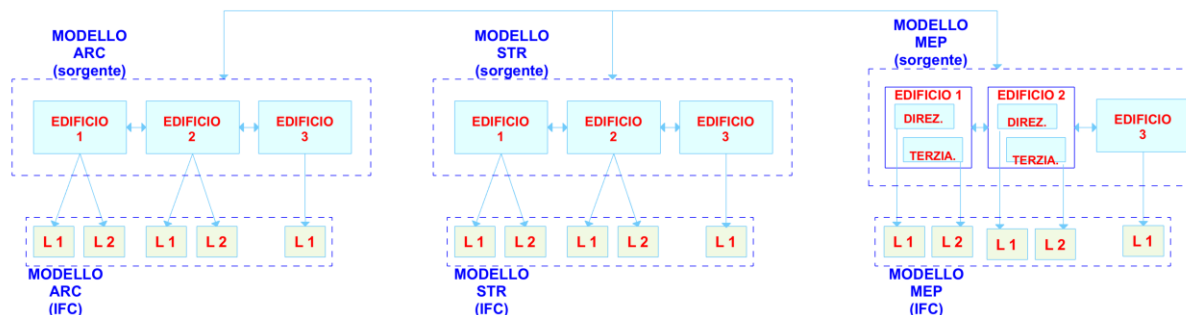 MODELLO
ARC
(sorgente)
EDIFICIO
1
EDIFICIO
2
EDIFICIO
3
L 1
L 2
L 1
L 2
L 1
MODELLO
ARC
(IFC)
MODELLO
STR
(sorgente)
EDIFICIO
1
EDIFICIO
2
EDIFICIO
3
L 1
L 2
L 1
L 2
L 1
MODELLO
STR
(IFC)
MODELLO
MEP
(sorgente)
EDIFICIO 1
DIREZ.
TERZIA.
EDIFICIO 2
DIREZ.
TERZIA.
EDIFICIO
3
L 1
L 2
L 1
L 2
L 1
MODELLO
MEP
(IFC)